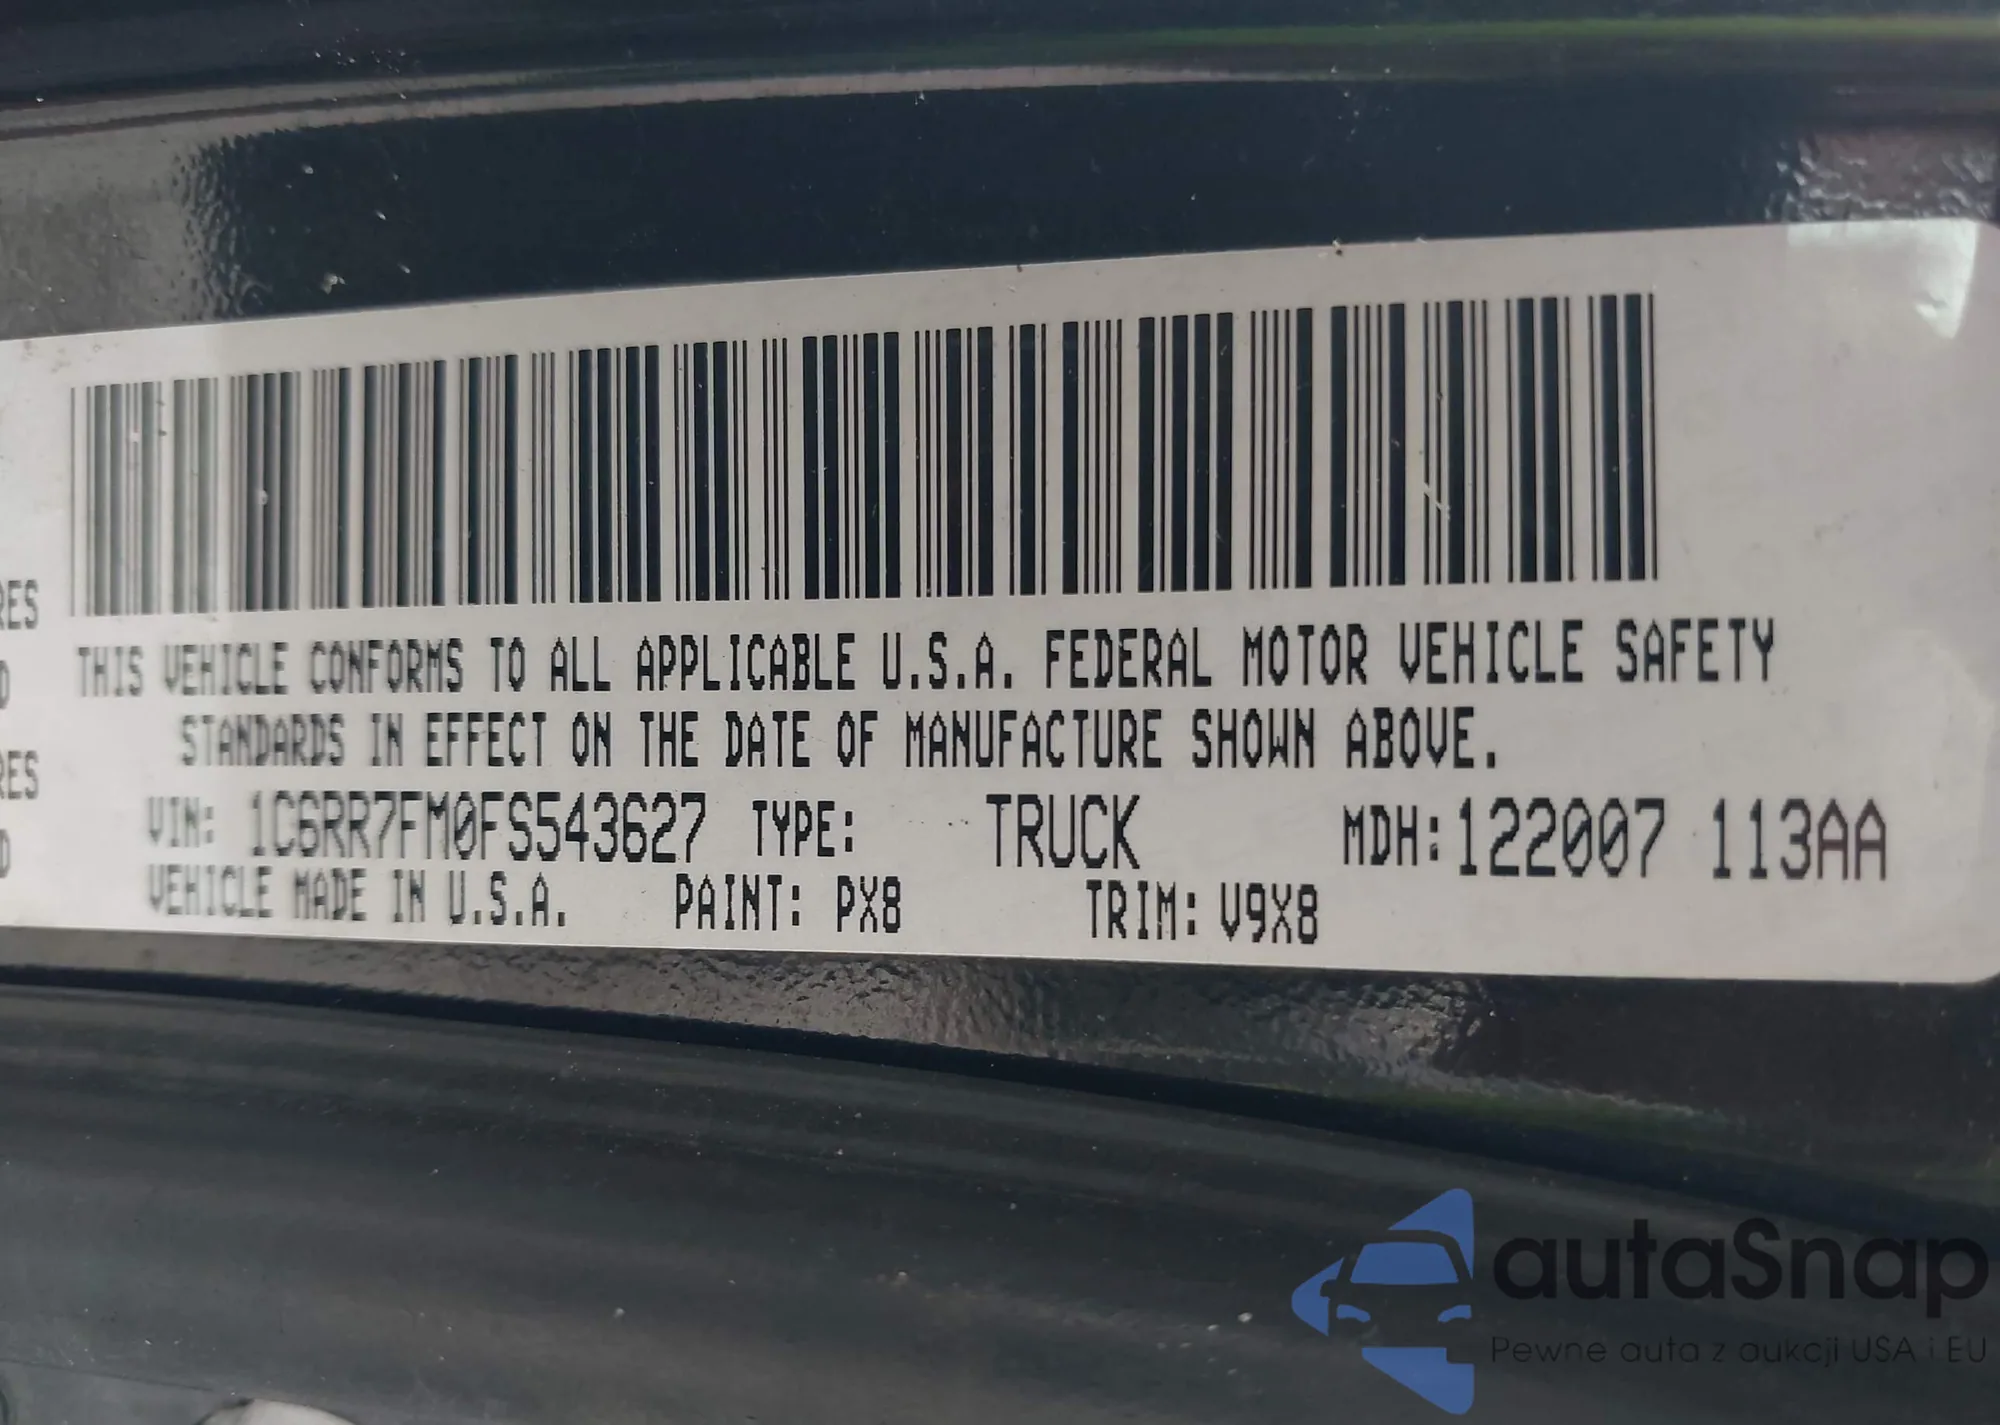 RES
D
RES
D
THIS VEHICLE CONFORMS TO ALL APPLICABLE U.S.A. FEDERAL MOTOR VEHICLE SAFETY
STANDARDS IN EFFECT ON THE DATE OF MANUFACTURE SHOWN ABOVE.
VIN: 1C6RR7FM0FS543627 TYPE: TRUCK MDH: 122007 113AA
VEHICLE MADE IN U.S.A. PAINT: PX8 TRIM: V9X8
autaSnap
Pewne auta z aukcji USA i EU